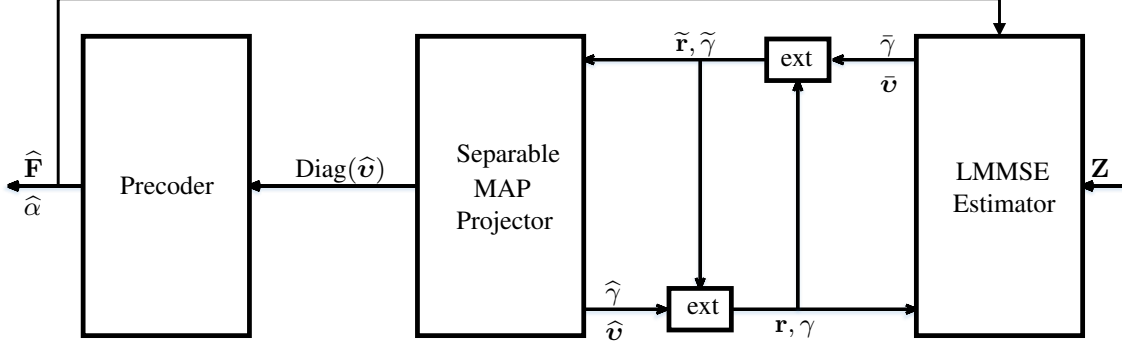 r̃, γ̃
ext
γ̄
v̄
F̂
α̂
Precoder
Diag(v̂)
Separable
MAP
Projector
LMMSE
Estimator
Z
γ̂
v̂
ext
r, γ